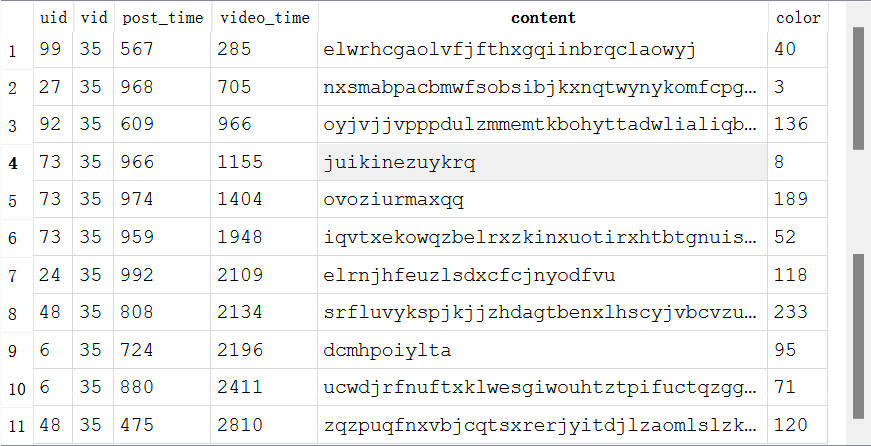 uid vid post_time video_time content color
1 99 35 567 285 elwrhcgaolvfjfthxgqiinbrqclaowyj 40
2 27 35 968 705 nxsmabpacbmwfsobsibjkxnqtwynykomfcpg… 3
3 92 35 609 966 oyjvjjvpppdulzmmemtkbohyttadwlialiqb… 136
4 73 35 966 1155 juikinezuykrq 8
5 73 35 974 1404 ovoziurmaxqq 189
6 73 35 959 1948 iqvtxekowqzbelrxzkinxuotirxhtbtgnuis… 52
7 24 35 992 2109 elrnjhfeuzlsdxcfcjnyodfvu 118
8 48 35 808 2134 srfluvykspjkjjzhdagtbenxlhscyjvbcvzu… 233
9 6 35 724 2196 dcmhpoiylta 95
10 6 35 880 2411 ucwdjrfnuftxklwesgiwouhtztpifuctqzgg… 71
11 48 35 475 2810 zqzpuqfnxvbjcqtsxrerjyitdjlzaomlslzk… 120